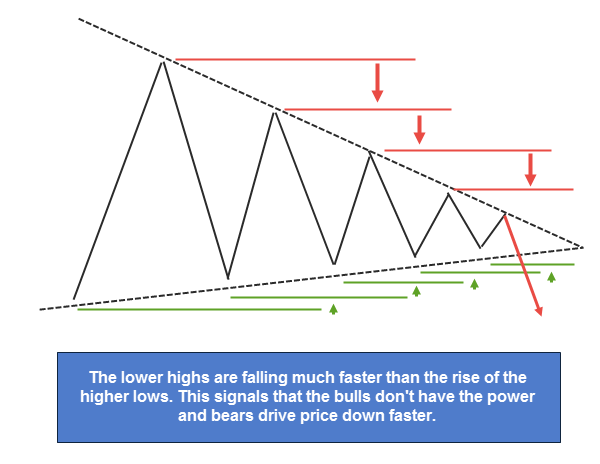 The lower highs are falling much faster than the rise of the
higher lows. This signals that the bulls don't have the power
and bears drive price down faster.